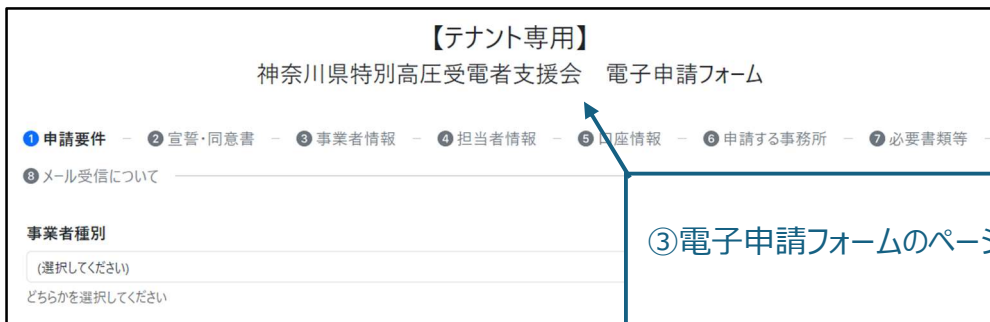 【テナント専用】
神奈川県特別高圧受電者支援会　電子申請フォーム
❶ 申請要件 － ❷ 宣誓・同意書 － ❸ 事業者情報 － ❹ 担当者情報 － ❺ 口座情報 － ❻ 申請する事務所 － ❼ 必要書類等 －
❽ メール受信について
事業者種別
(選択してください)
どちらかを選択してください
③電子申請フォームのペー